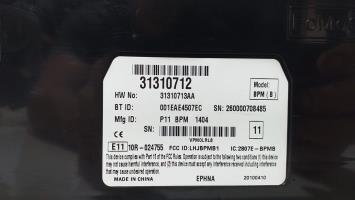 31310712
Model:
BPM ( B )
HW No: 31310713AA
BT ID: 001EAE4507EC SN: 260000708485
Mfg ID: P11 BPM 1404
SN:
VPM0LRL8
11
E11 10R-024755 FCC ID: LHJBPMB1 IC: 2807E-BPMB
This device complies with Part 15 of the FCC Rules. Operation is subject to the following two conditions: (1) this device
may not cause harmful interference, and (2) this device must accept any interference received,
including interference that may cause undesired operation.
MADE IN CHINA EPHNA 20100410